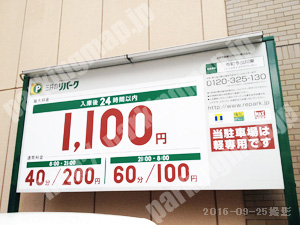 P 三井のリパーク
最大料金
入庫後24時間以内
1,100円
通常料金
8:00-21:00
40分/200円
21:00-8:00
60分/100円
0120-325-130
http://www.repark.jp
当駐車場は
軽専用です
2016-09-25撮影